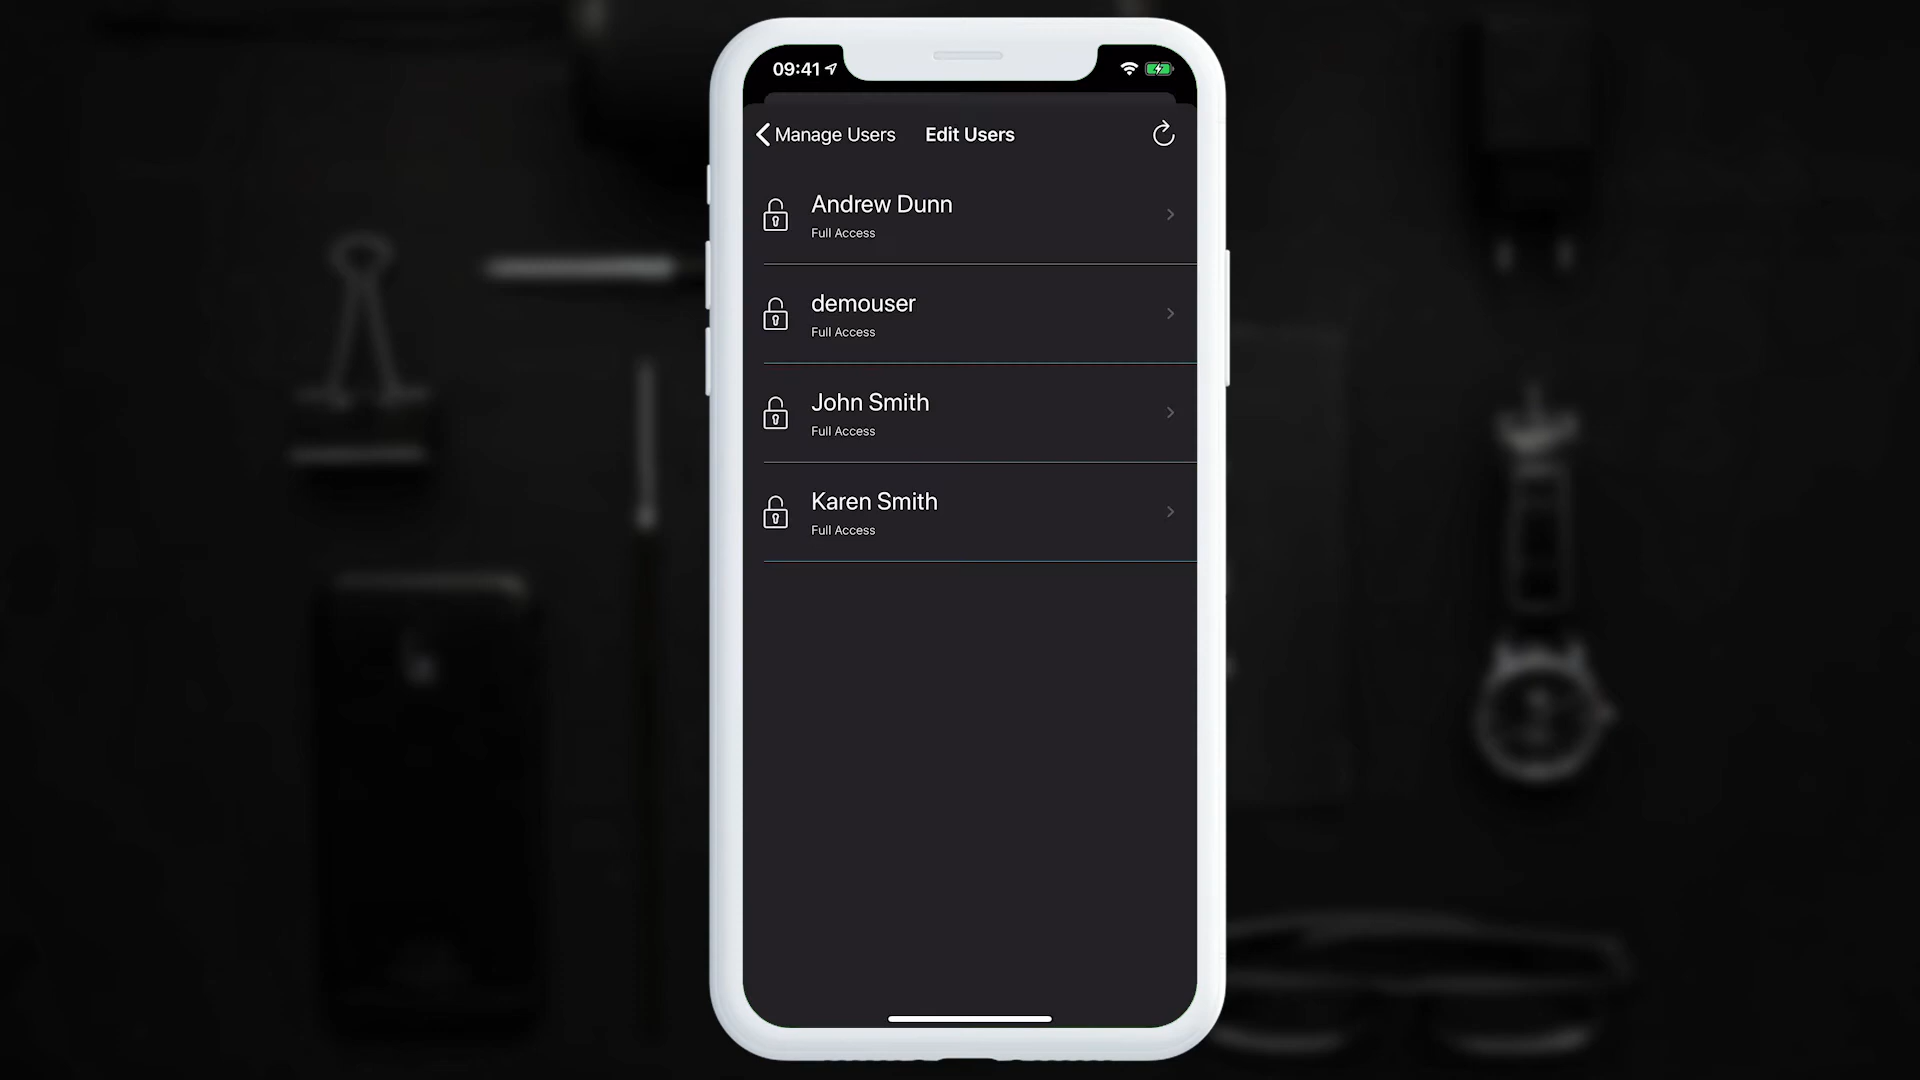 09:41
Manage Users
Edit Users
Andrew Dunn
Full Access
demouser
Full Access
John Smith
Full Access
Karen Smith
Full Access